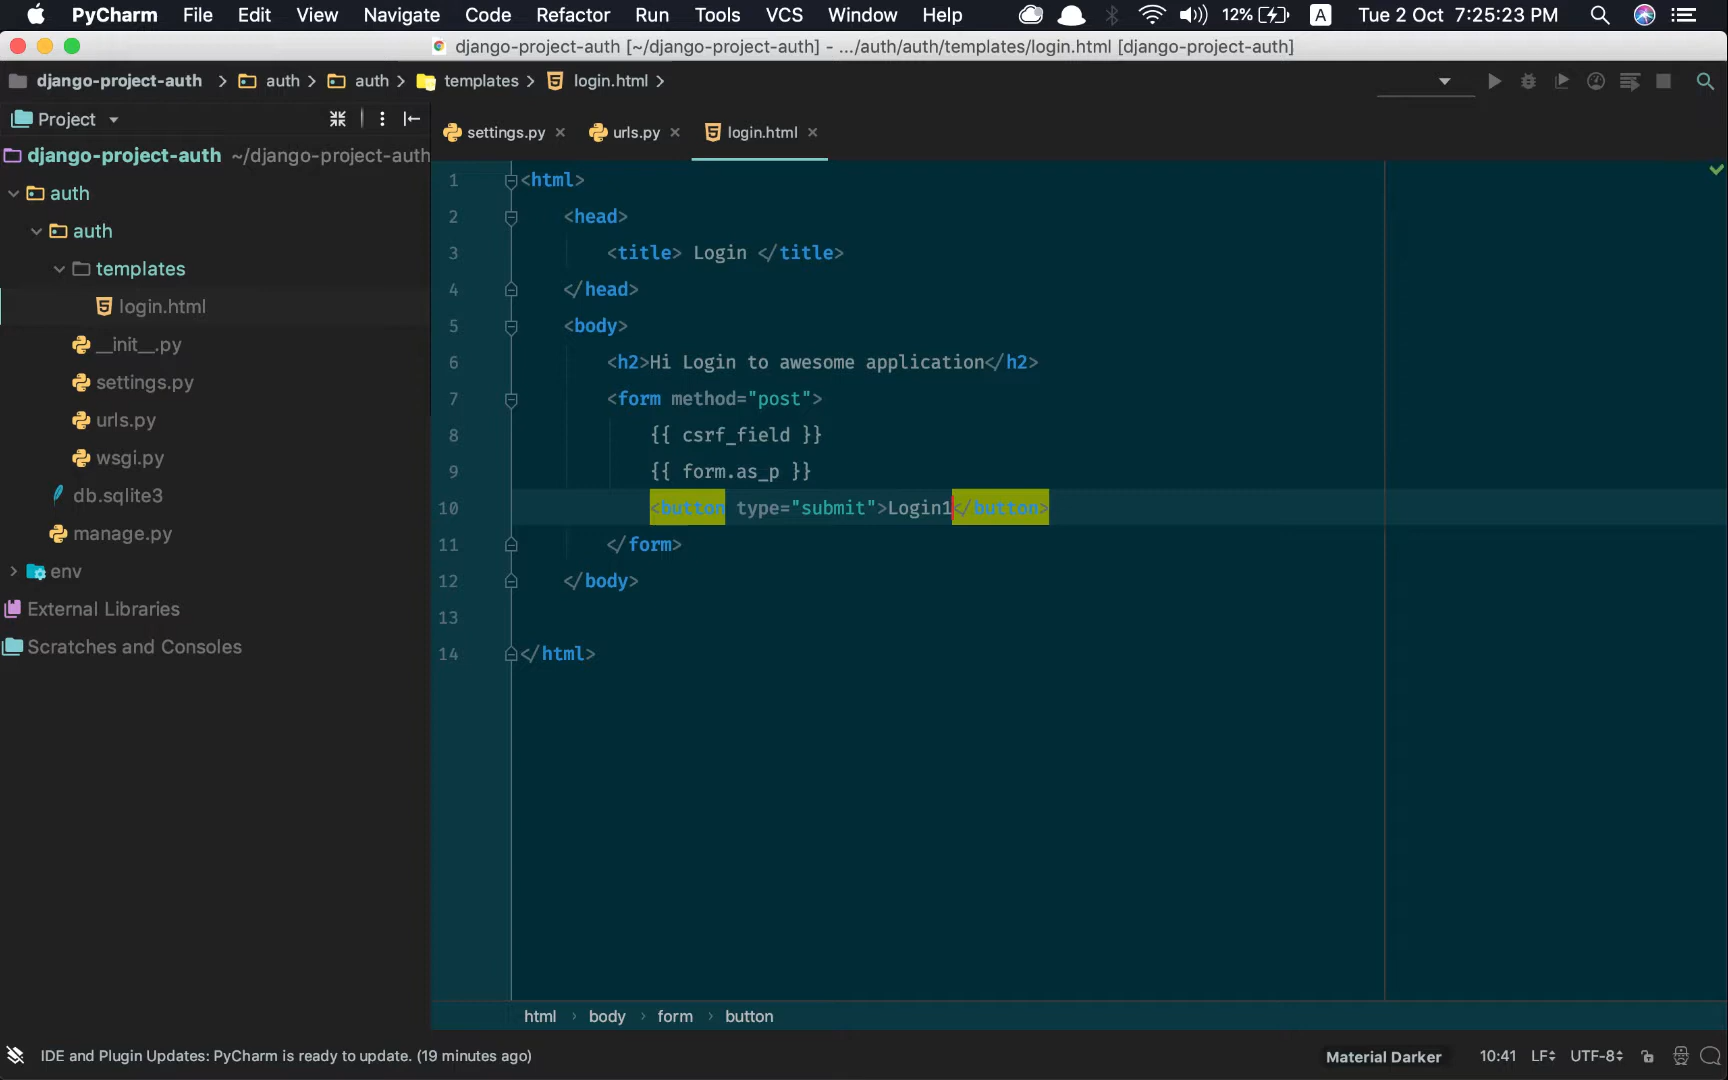 PyCharm File Edit View Navigate Code Refactor Run Tools VCS Window Help 12% A Tue 2 Oct 7:25:23 PM
django-project-auth [~/django-project-auth] - .../auth/auth/templates/login.html [django-project-auth]
django-project-auth auth auth templates login.html
Project
settings.py urls.py login.html
django-project-auth ~/django-project-auth
auth
auth
templates
login.html
__init__.py
settings.py
urls.py
wsgi.py
db.sqlite3
manage.py
env
External Libraries
Scratches and Consoles
1 <html>
2 <head>
3 <title> Login </title>
4 </head>
5 <body>
6 <h2>Hi Login to awesome application</h2>
7 <form method="post">
8 {{ csrf_field }}
9 {{ form.as_p }}
10 <button type="submit">Login1</button>
11 </form>
12 </body>
13
14 </html>
html body form button
IDE and Plugin Updates: PyCharm is ready to update. (19 minutes ago)
Material Darker 10:41 LF UTF-8